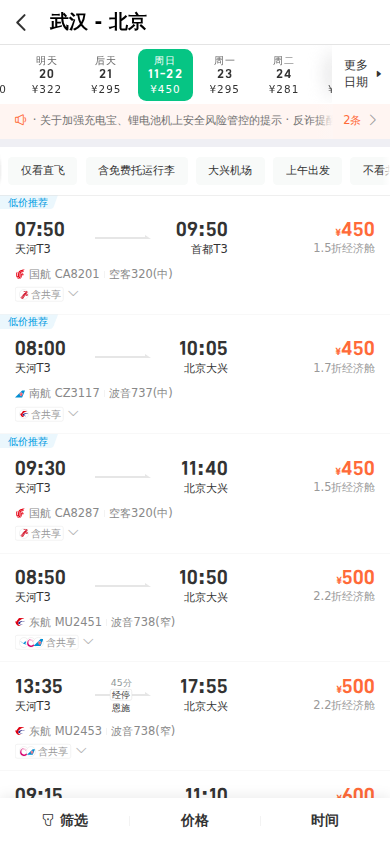 武汉 - 北京
明天 后天 周日 周一 周二
20 21 11-22 23 24
0 ¥322 ¥295 ¥450 ¥295 ¥281 ¥
更多
日期
· 关于加强充电宝、锂电池机上安全风险管控的提示 · 反诈提 2条
仅看直飞 含免费托运行李 大兴机场 上午出发 不看
低价推荐
07:50 09:50 ¥450
天河T3 首都T3 1.5折经济舱
国航 CA8201 空客320(中)
含共享
低价推荐
08:00 10:05 ¥450
天河T3 北京大兴 1.7折经济舱
南航 CZ3117 波音737(中)
含共享
低价推荐
09:30 11:40 ¥450
天河T3 北京大兴 1.5折经济舱
国航 CA8287 空客320(中)
含共享
08:50 10:50 ¥500
天河T3 北京大兴 2.2折经济舱
东航 MU2451 波音738(窄)
含共享
13:35 45分 17:55 ¥500
经停
天河T3 恩施 北京大兴 2.2折经济舱
东航 MU2453 波音738(窄)
含共享
09:15 11:10 ¥600
筛选 价格 时间